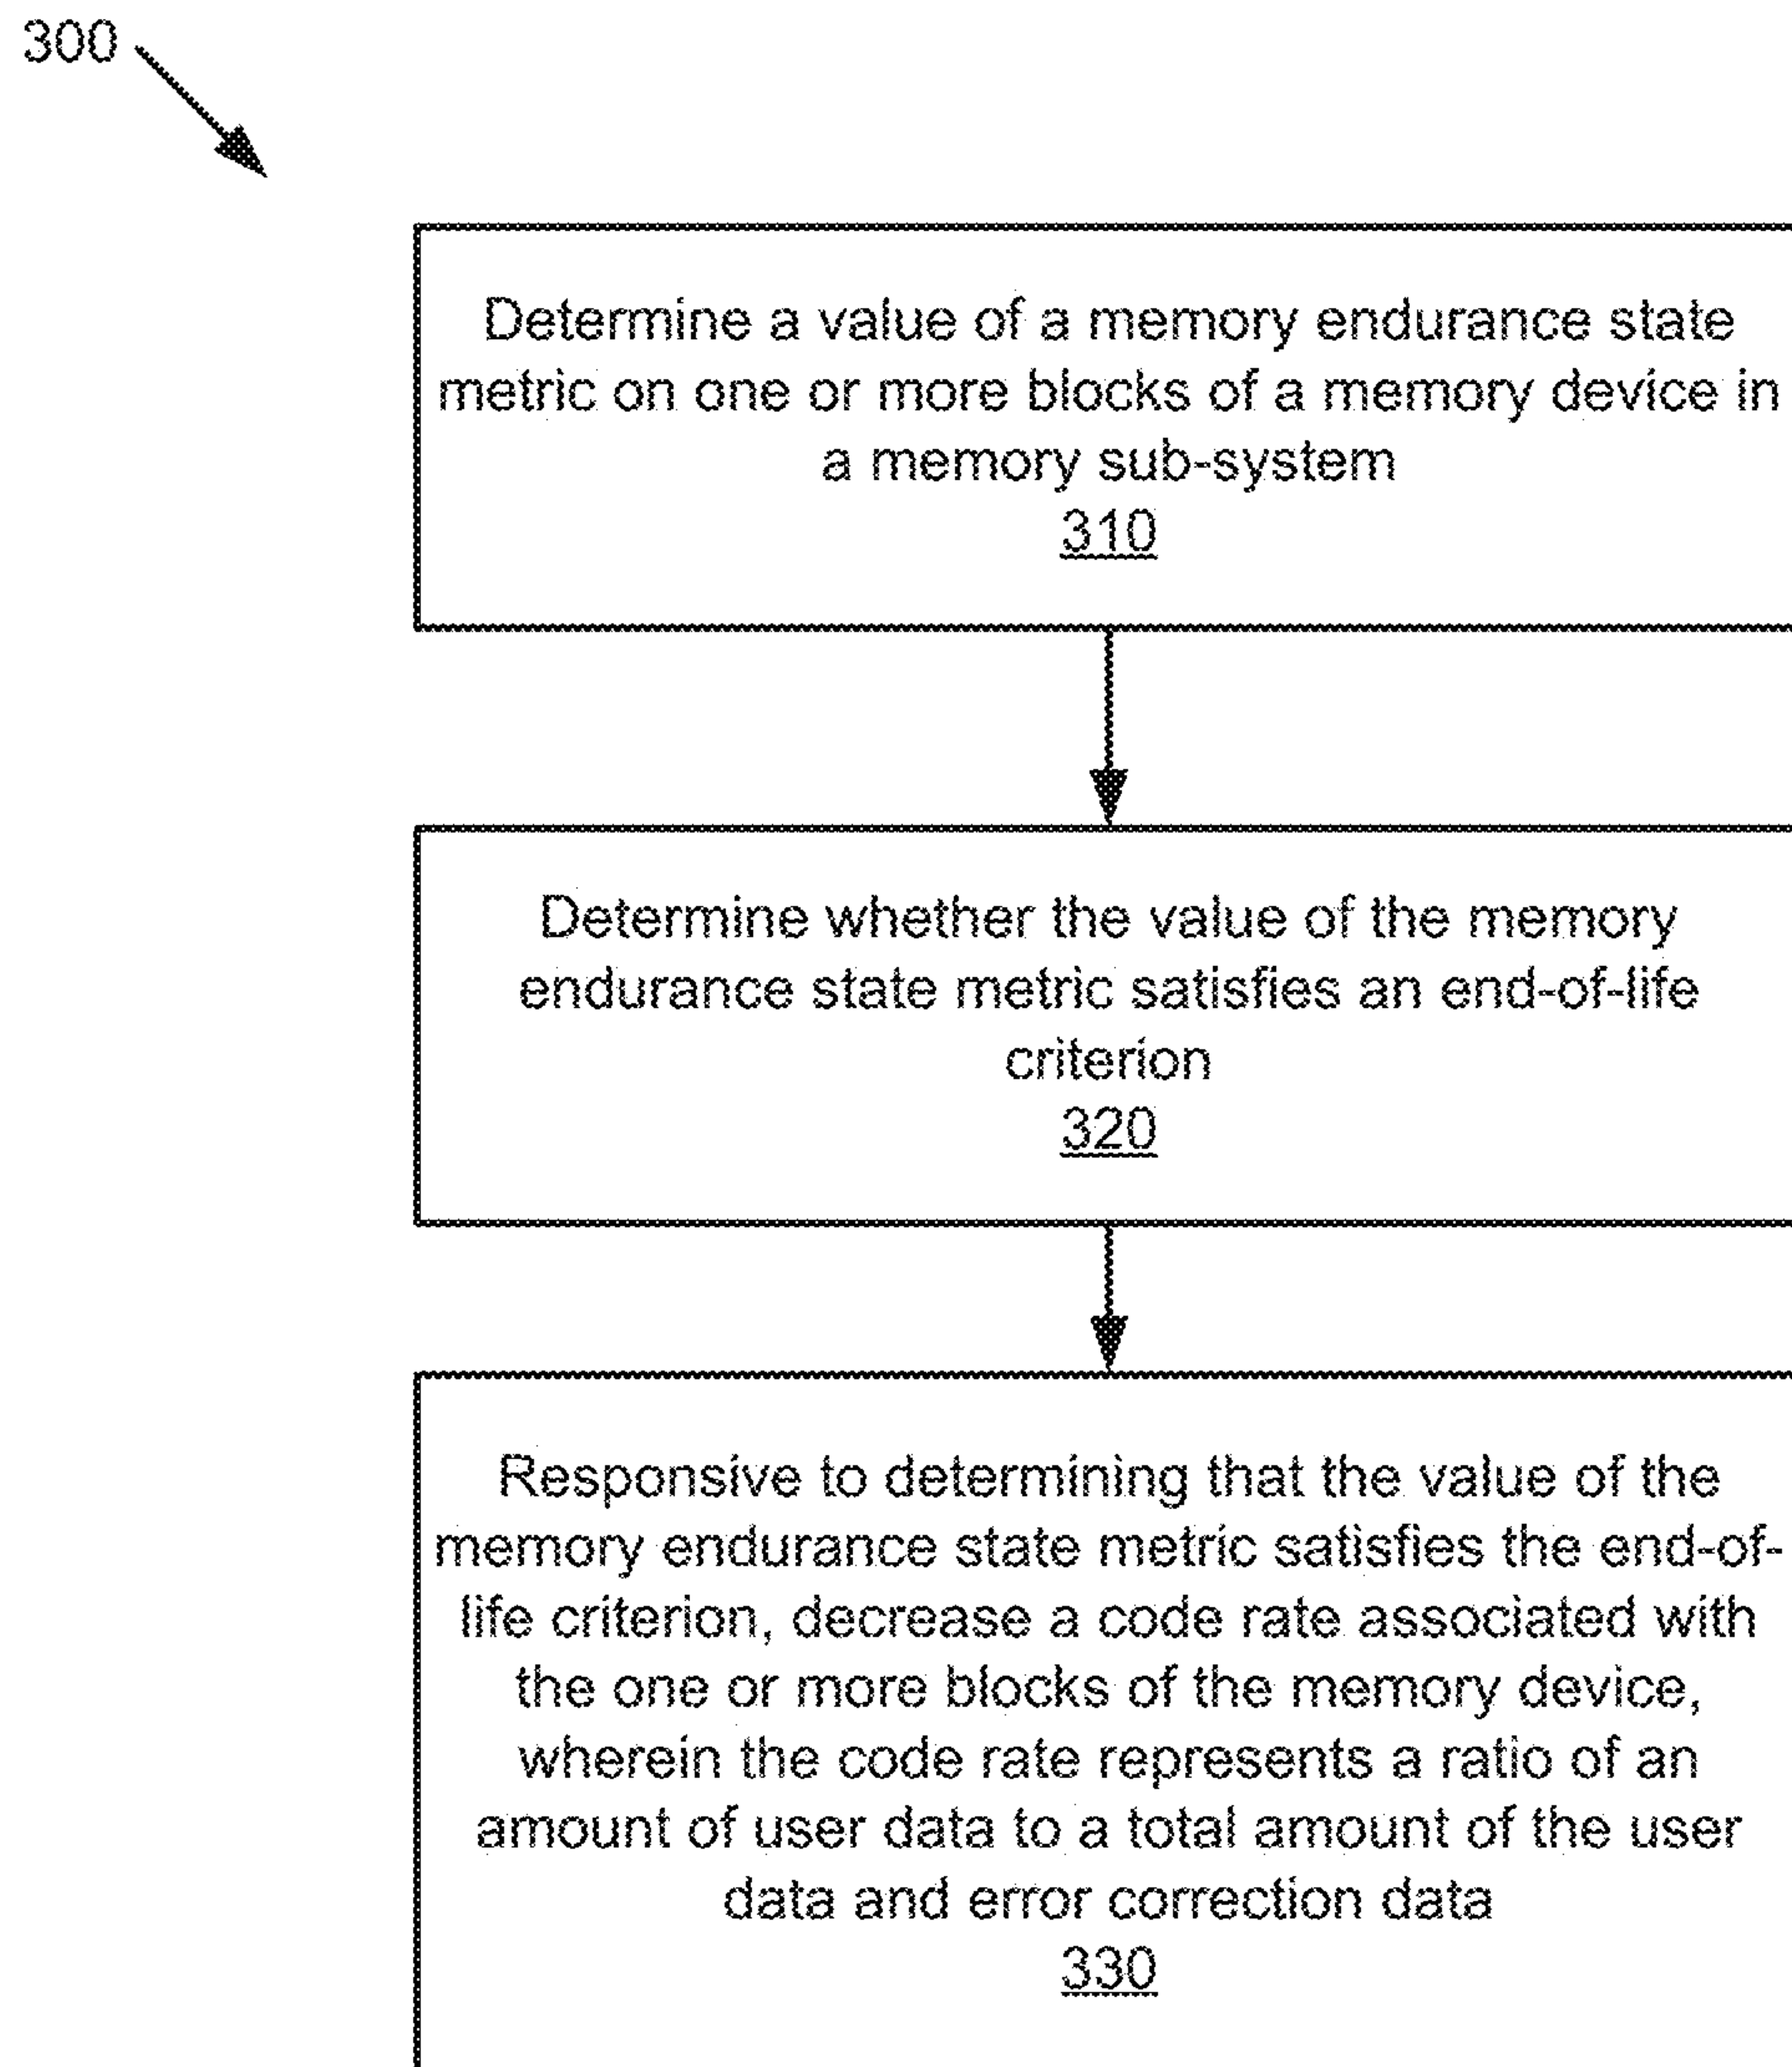 300
Determine a value of a memory endurance state
metric on one or more blocks of a memory device in
a memory sub-system
310
Determine whether the value of the memory
endurance state metric satisfies an end-of-life
criterion
320
Responsive to determining that the value of the
memory endurance state metric satisfies the end-of-
life criterion, decrease a code rate associated with
the one or more blocks of the memory device,
wherein the code rate represents a ratio of an
amount of user data to a total amount of the user
data and error correction data
330